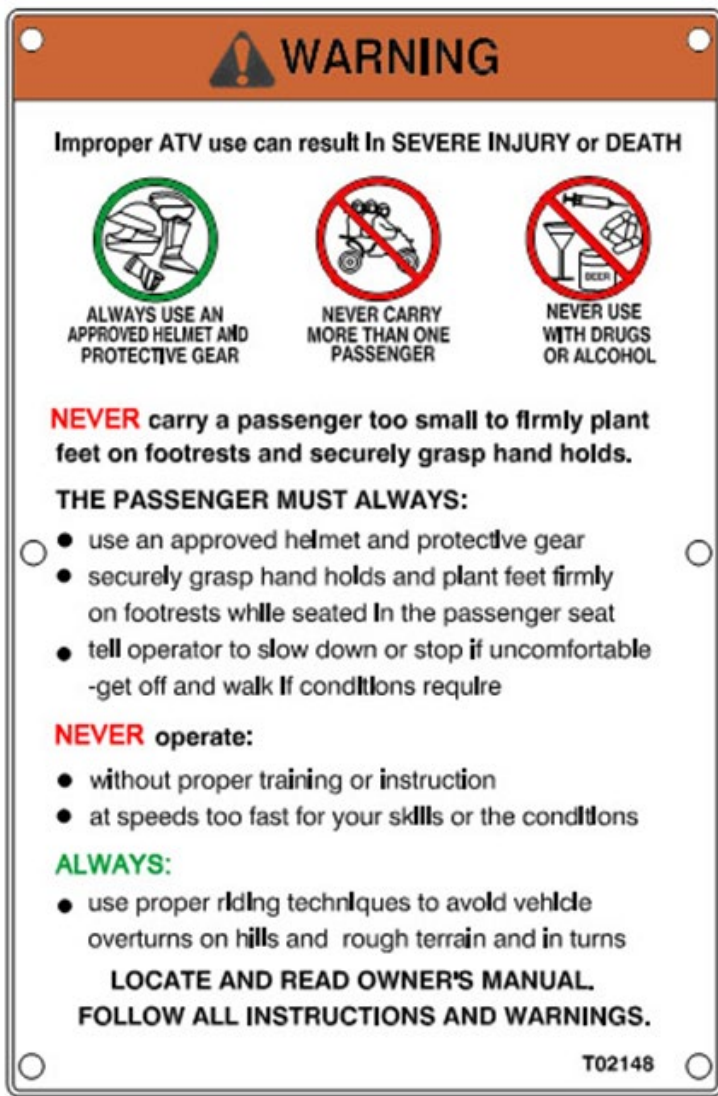 WARNING
Improper ATV use can result in SEVERE INJURY or DEATH
BEER
ALWAYS USE AN
APPROVED HELMET AND
PROTECTIVE GEAR
NEVER CARRY
MORE THAN ONE
PASSENGER
NEVER USE
WITH DRUGS
OR ALCOHOL
NEVER carry a passenger too small to firmly plant
feet on footrests and securely grasp hand holds.
THE PASSENGER MUST ALWAYS:
● use an approved helmet and protective gear
● securely grasp hand holds and plant feet firmly
on footrests while seated in the passenger seat
● tell operator to slow down or stop if uncomfortable
-get off and walk if conditions require
NEVER operate:
● without proper training or instruction
● at speeds too fast for your skills or the conditions
ALWAYS:
● use proper riding techniques to avoid vehicle
overturns on hills and rough terrain and in turns
LOCATE AND READ OWNER'S MANUAL.
FOLLOW ALL INSTRUCTIONS AND WARNINGS.
T02148